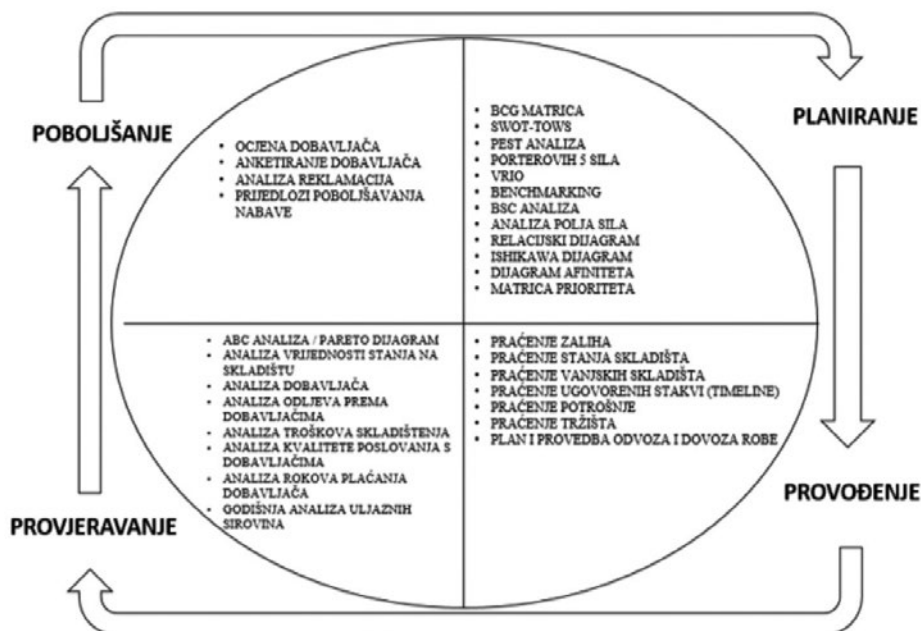 POBOLJŠANJE
• OCJENA DOBAVLJAČA
• ANKETIRANJE DOBAVLJAČA
• ANALIZA REKLAMACIJA
• PRIJEDLOZI POBOLJŠAVANJA
NABAVE
PLANIRANJE
• BCG MATRICA
• SWOT-TOWS
• PEST ANALIZA
• PORTEROVIH 5 SILA
• VRIO
• BENCHMARKING
• BSC ANALIZA
• ANALIZA POLJA SILA
• RELACIJSKI DIJAGRAM
• ISHIKAWA DIJAGRAM
• DIJAGRAM AFINITETA
• MATRICA PRIORITETA
• ABC ANALIZA / PARETO DIJAGRAM
• ANALIZA VRIJEDNOSTI STANJA NA
SKLADIŠTU
• ANALIZA DOBAVLJAČA
• ANALIZA ODLJEVA PREMA
DOBAVLJAČIMA
• ANALIZA TROŠKOVA SKLADIŠTENJA
• ANALIZA KVALITETE POSLOVANJA S
DOBAVLJAČIMA
• ANALIZA ROKOVA PLAĆANJA
DOBAVLJAČA
• GODIŠNJA ANALIZA ULJAZNIH
SIROVINA
PROVJERAVANJE
• PRAĆENJE ZALIHA
• PRAĆENJE STANJA SKLADIŠTA
• PRAĆENJE VANJSKIH SKLADIŠTA
• PRAĆENJE UGOVORENIH STAKVI (TIMELINE)
• PRAĆENJE POTROŠNJE
• PRAĆENJE TRŽIŠTA
• PLAN I PROVEDBA ODVOZA I DOVOZA ROBE
PROVOĐENJE